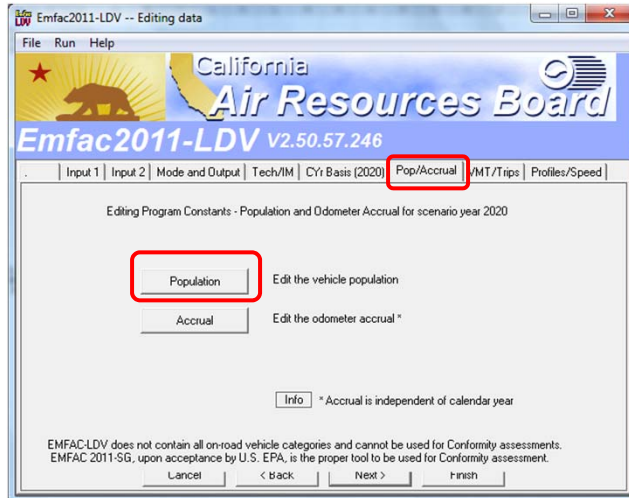 Emfac2011-LDV -- Editing data
File Run Help
California
Air Resources Board
Emfac2011-LDV V2.50.57.246
. Input 1 Input 2 Mode and Output Tech/IM CYr Basis (2020) Pop/Accrual VMT/Trips Profiles/Speed
Editing Program Constants - Population and Odometer Accrual for scenario year 2020
Population Edit the vehicle population
Accrual Edit the odometer accrual *
Info * Accrual is independent of calendar year
EMFAC-LDV does not contain all on-road vehicle categories and cannot be used for Conformity assessments.
EMFAC 2011-SG, upon acceptance by U.S. EPA, is the proper tool to be used for Conformity assessment.
Cancel < Back Next > Finish